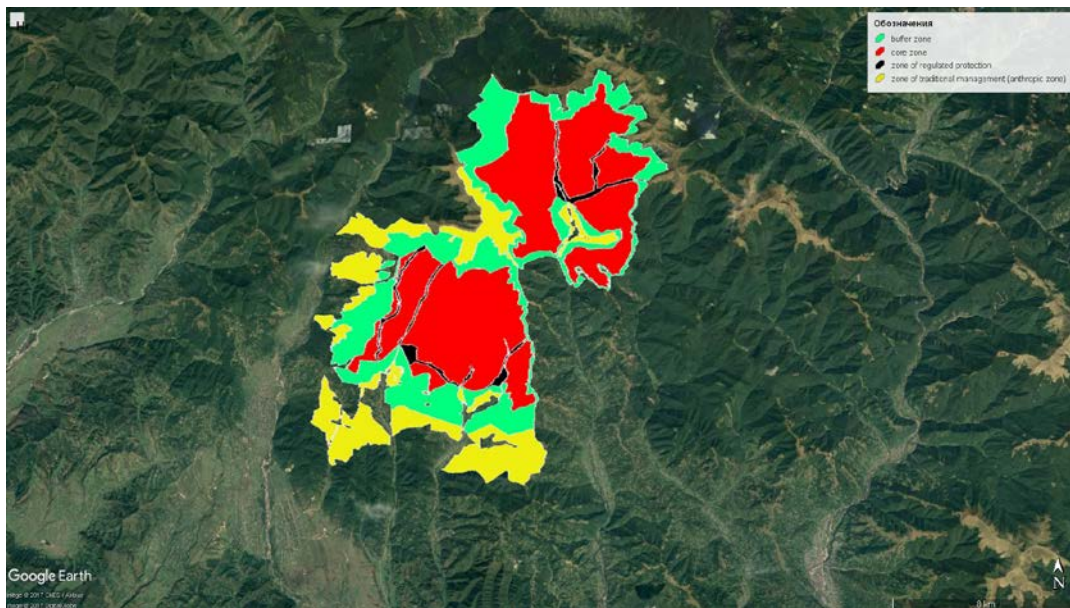 Обозначения
buffer zone
core zone
zone of regulated protection
zone of traditional management (anthropic zone)
Google Earth
N